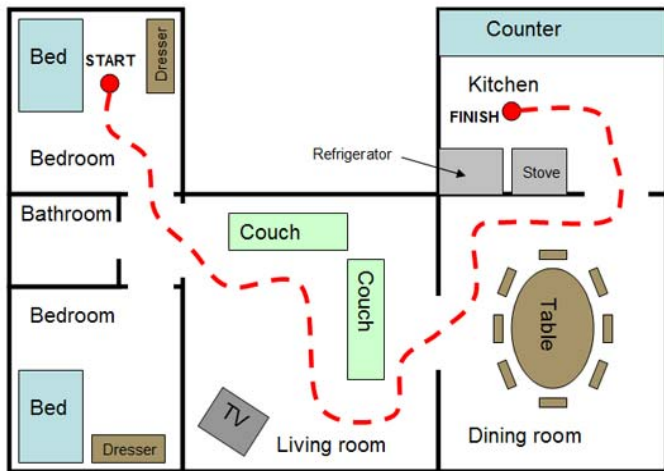 Bed
START
Dresser
Bedroom
Counter
Kitchen
FINISH
Refrigerator
Stove
Bathroom
Couch
Couch
Bedroom
Bed
Dresser
TV
Living room
Table
Dining room